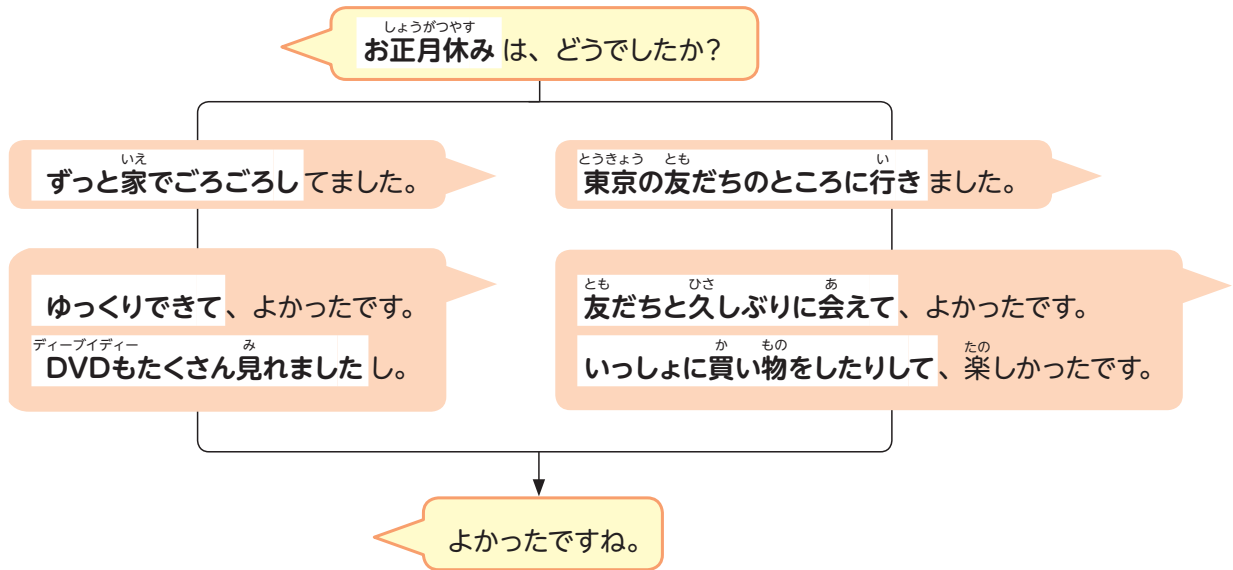 しょうがつやす
お正月休みは、どうでしたか？
いえ
ずっと家でごろごろしてました。
とうきょう とも い
東京の友だちのところに行きました。
ゆっくりできて、よかったです。
ディーブイディー み
DVDもたくさん見れましたし。
とも ひさ あ
友だちと久しぶりに会えて、よかったです。
か もの たの
いっしょに買い物をしたりして、楽しかったです。
よかったですね。